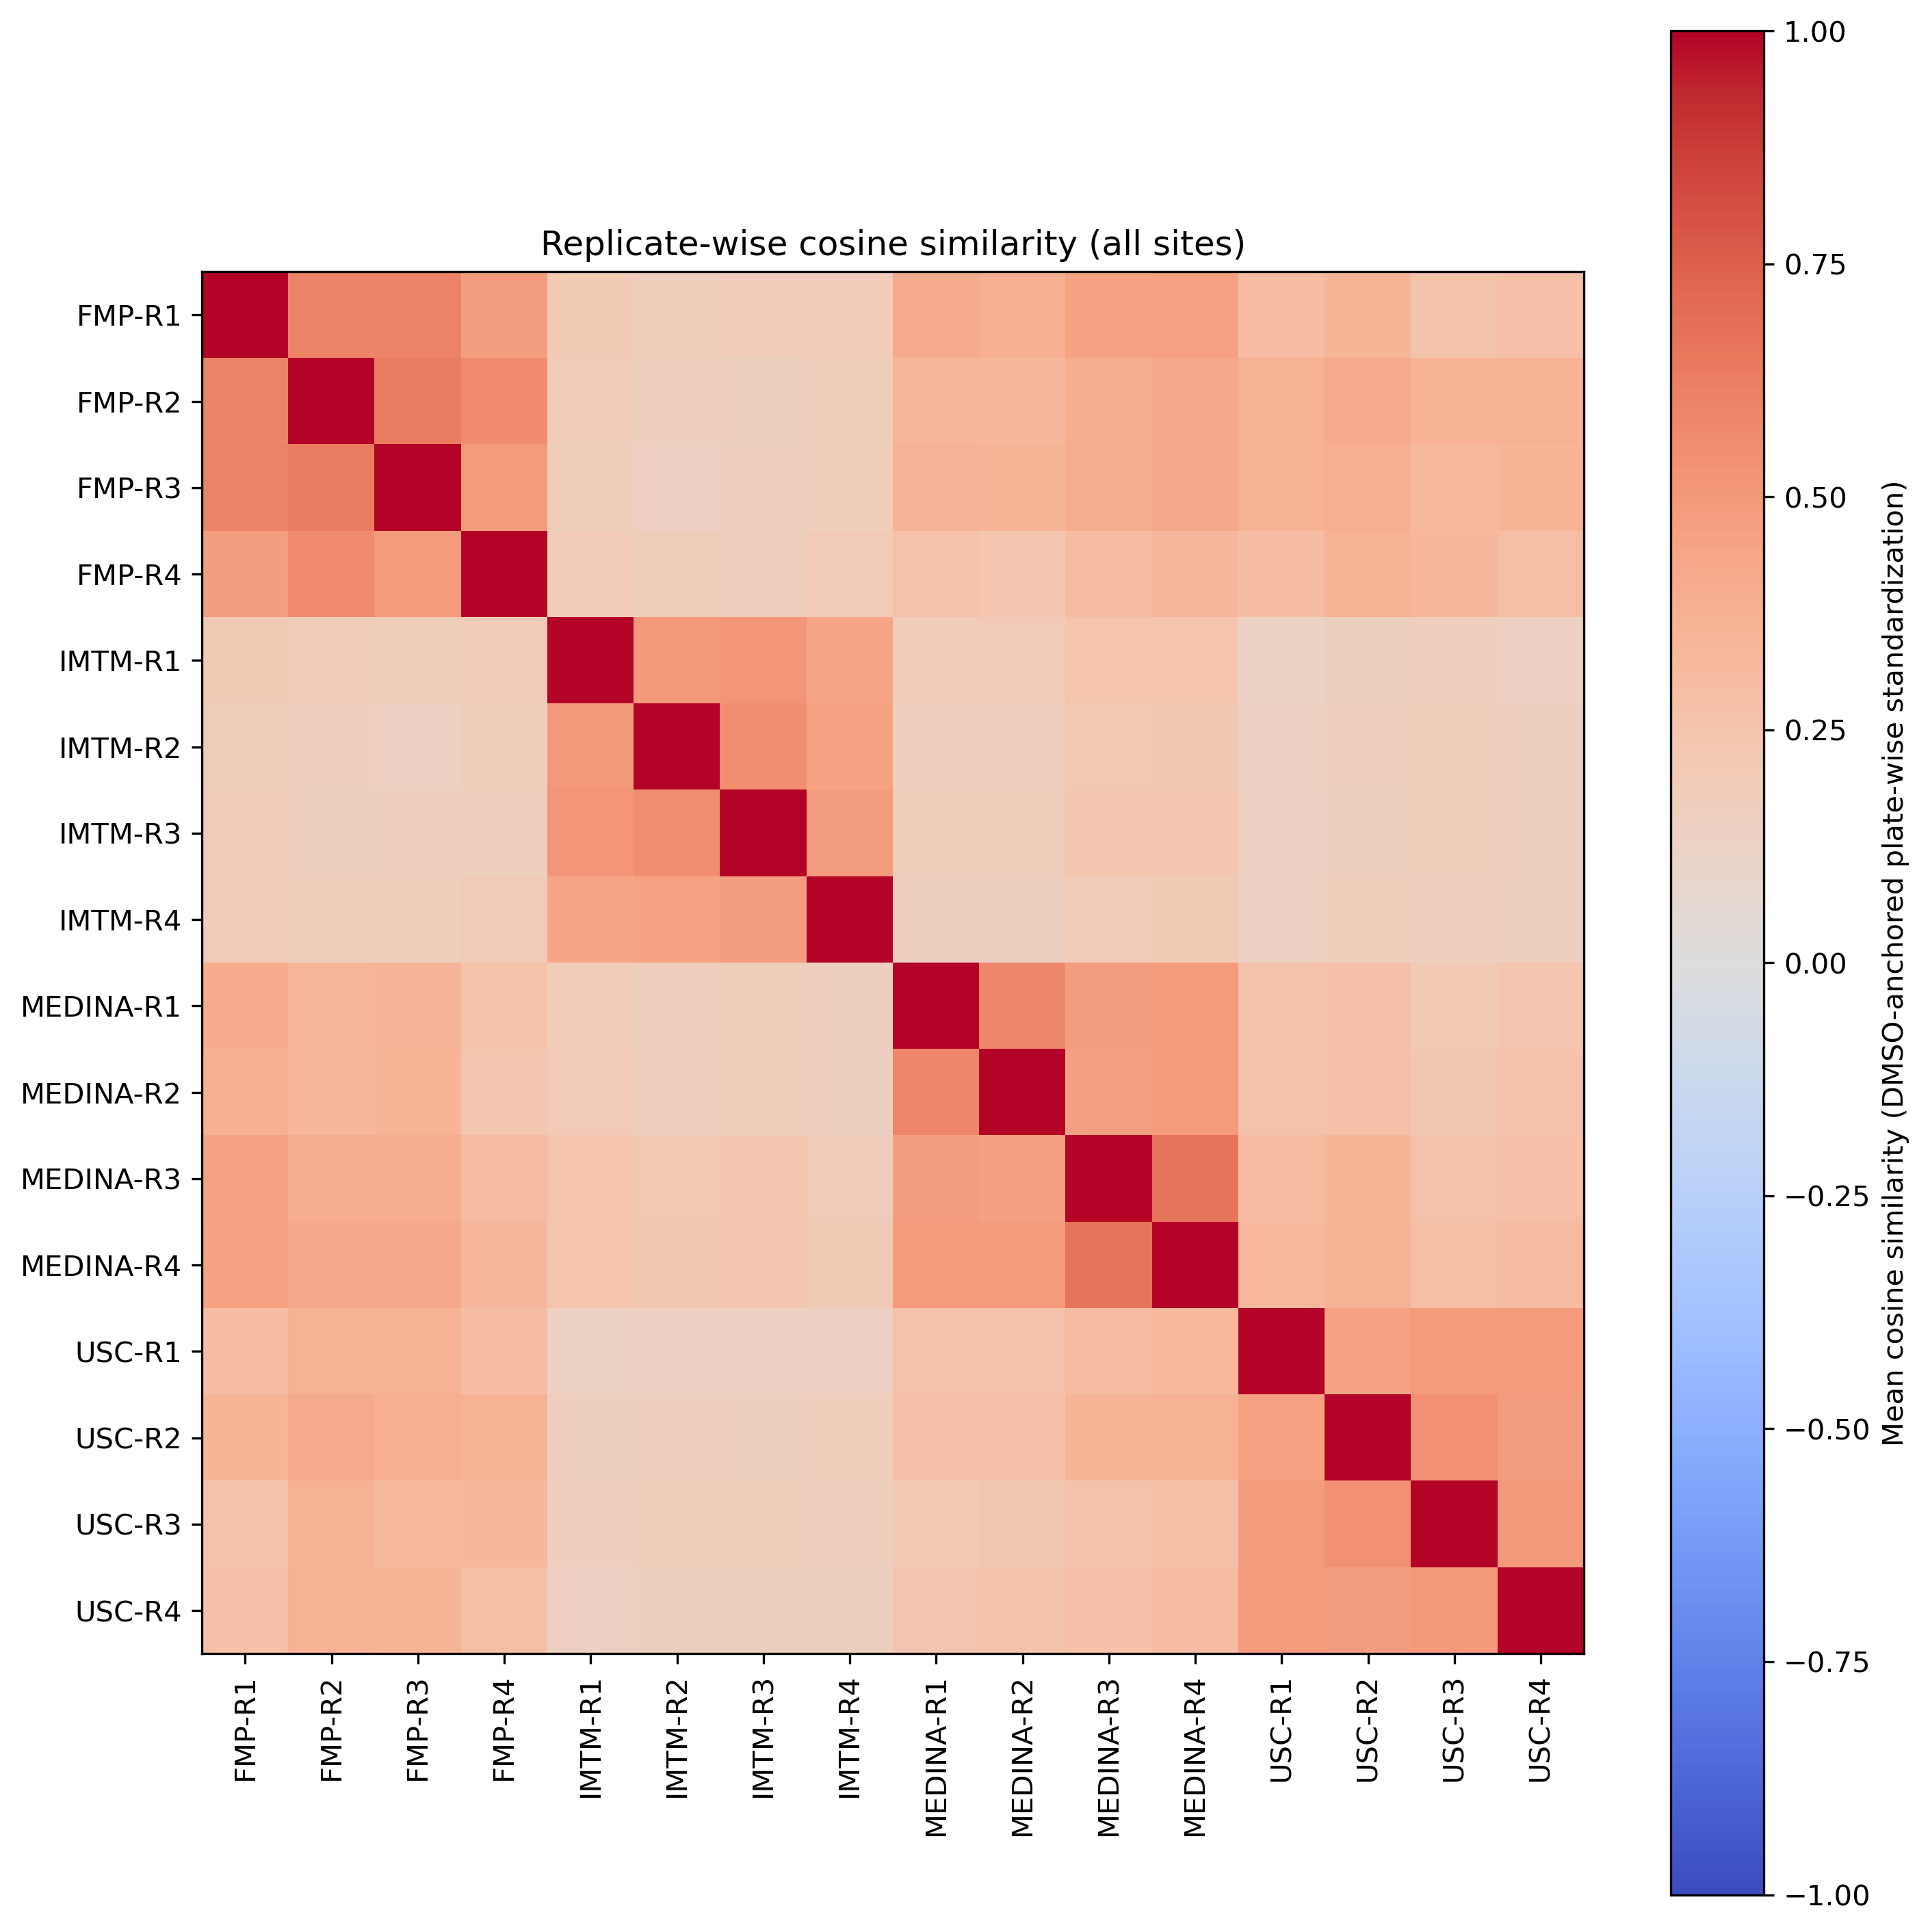 Replicate-wise cosine similarity (all sites)
FMP-R1
FMP-R2
FMP-R3
FMP-R4
IMTM-R1
IMTM-R2
IMTM-R3
IMTM-R4
MEDINA-R1
MEDINA-R2
MEDINA-R3
MEDINA-R4
USC-R1
USC-R2
USC-R3
USC-R4
FMP-R1
FMP-R2
FMP-R3
FMP-R4
IMTM-R1
IMTM-R2
IMTM-R3
IMTM-R4
MEDINA-R1
MEDINA-R2
MEDINA-R3
MEDINA-R4
USC-R1
USC-R2
USC-R3
USC-R4
1.00
0.75
0.50
0.25
0.00
−0.25
−0.50
−0.75
−1.00
Mean cosine similarity (DMSO-anchored plate-wise standardization)